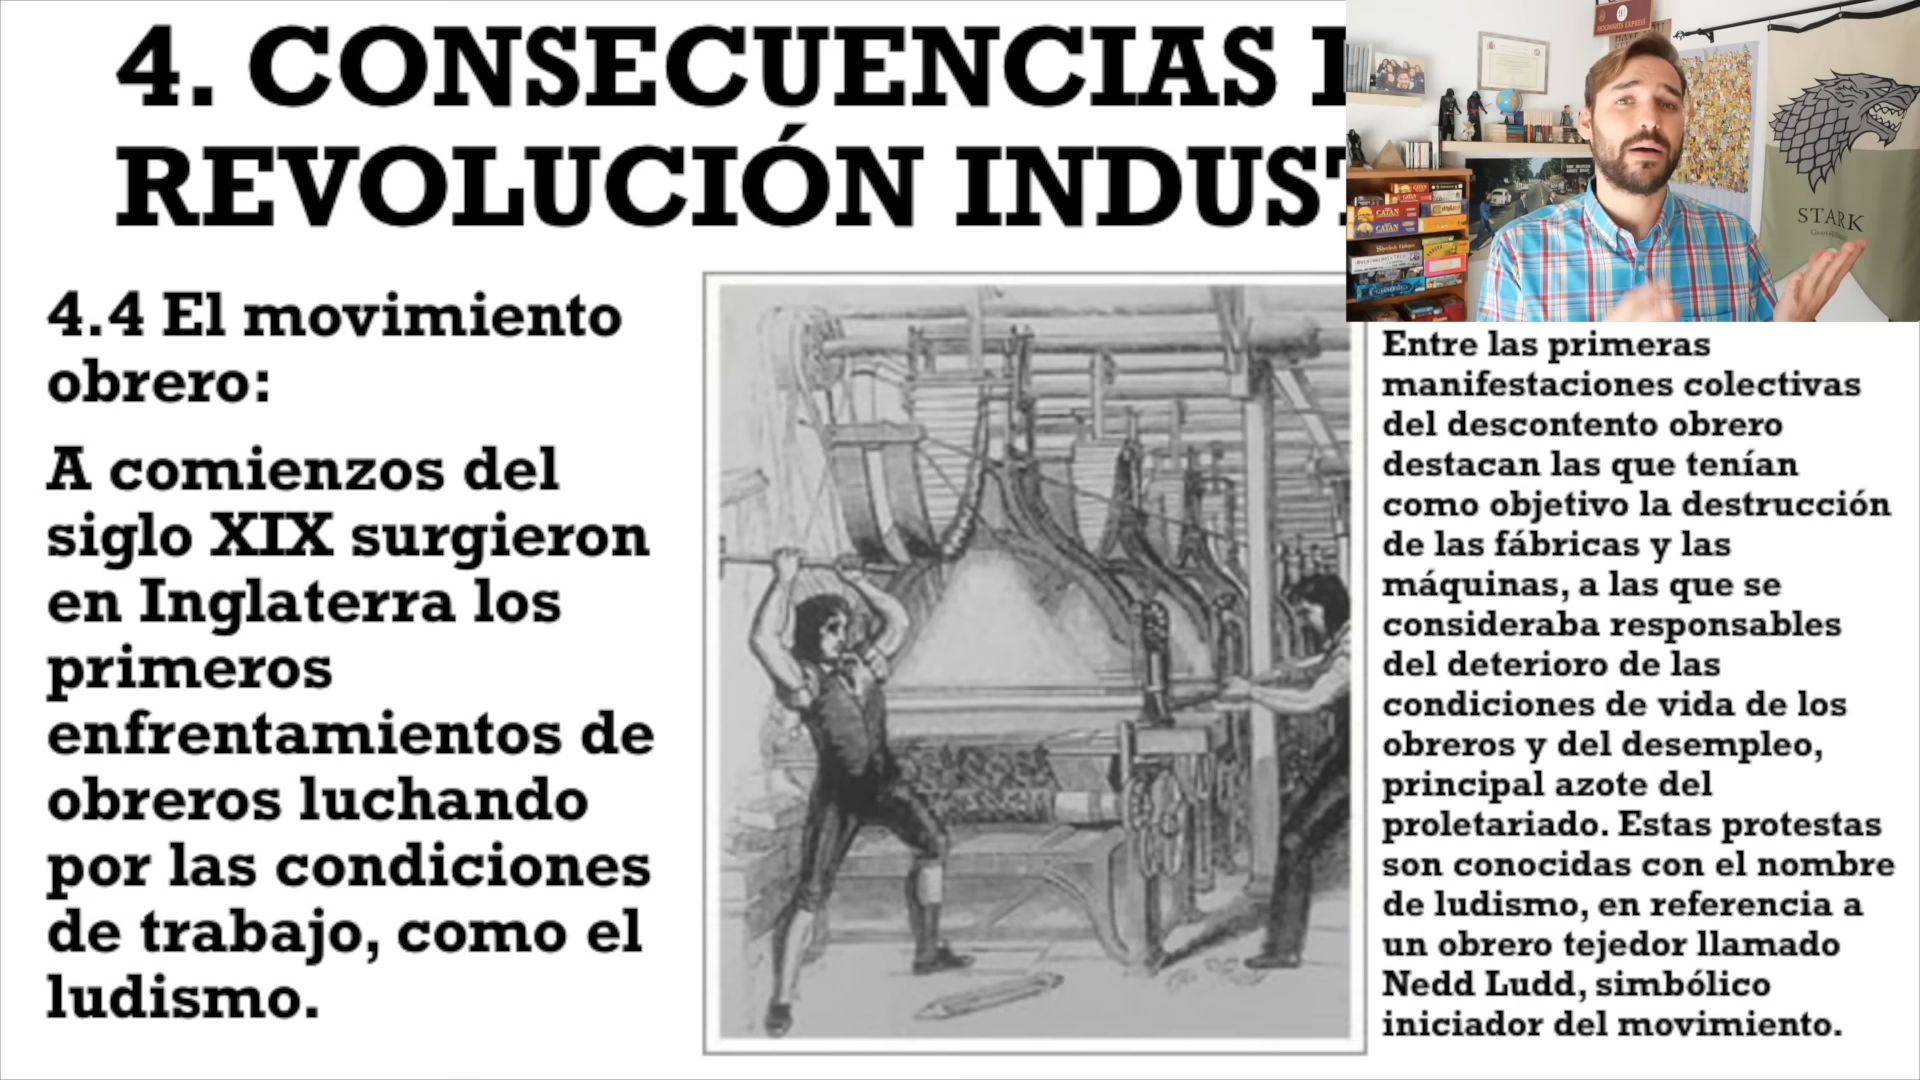 4. CONSECUENCIAS
REVOLUCIÓN
4.4 El movimiento
obrero:
A comienzos del
siglo XIX surgieron
en Inglaterra los
primeros
enfrentamientos de
obreros luchando
por las condiciones
de trabajo, como el
ludismo.
Entre las primeras
manifestaciones colectivas
del descontento obrero
destacan las que tenían
como objetivo la destrucción
de las fábricas y las
máquinas, a las que se
consideraba responsables
del deterioro de las
condiciones de vida de los
obreros y del desempleo,
principal azote del
proletariado. Estas protestas
son conocidas con el nombre
de ludismo, en referencia a
un obrero tejedor llamado
Nedd Ludd, simbólico
iniciador del movimiento.
HOGWARTS EXPRESS
STARK
CATAN
CATAN